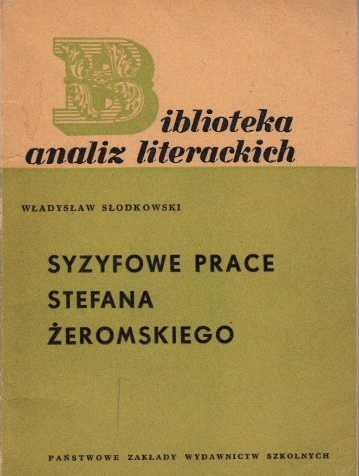 Biblioteka
analiz literackich
WŁADYSŁAW SŁODKOWSKI
SYZYFOWE PRACE
STEFANA
ŻEROMSKIEGO
PAŃSTWOWE ZAKŁADY WYDAWNICTW SZKOLNYCH